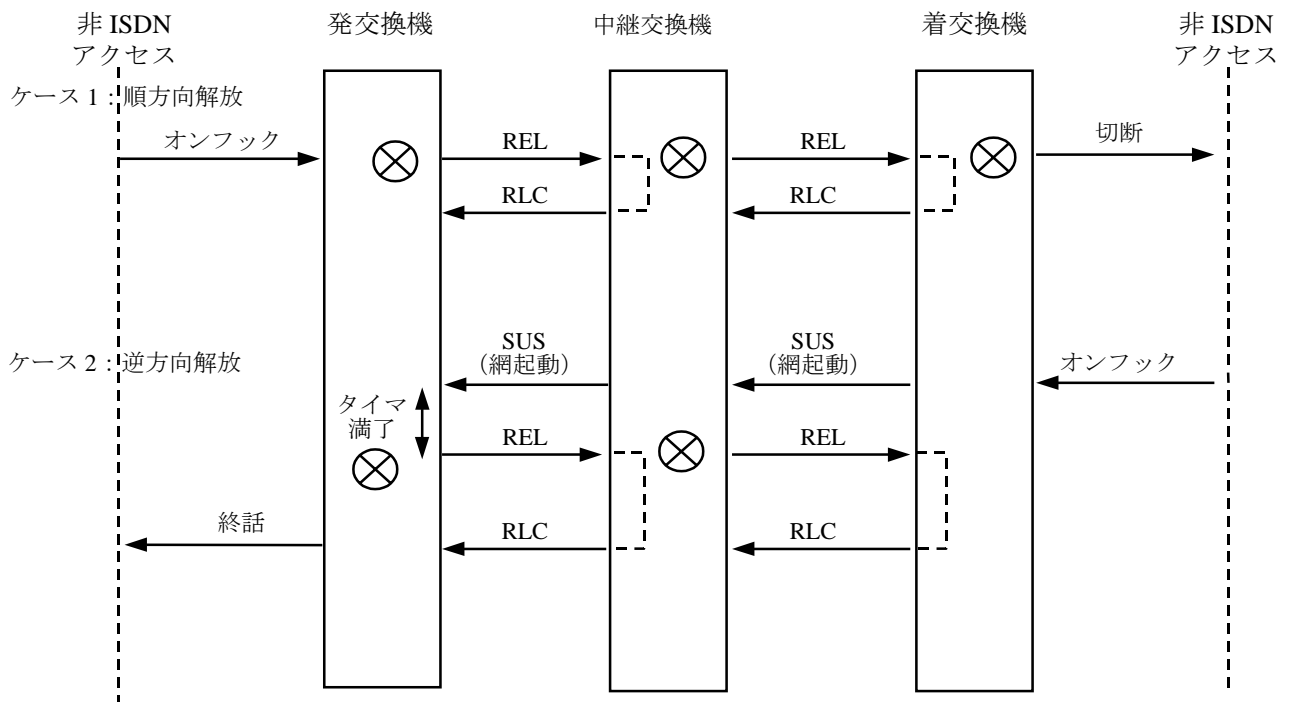 非 ISDN
アクセス
発交換機
中継交換機
着交換機
非 ISDN
アクセス
ケース 1：順方向解放
オンフック
REL
REL
切断
RLC
RLC
ケース 2：逆方向解放
SUS
（網起動）
SUS
（網起動）
オンフック
タイマ
満了
REL
REL
終話
RLC
RLC